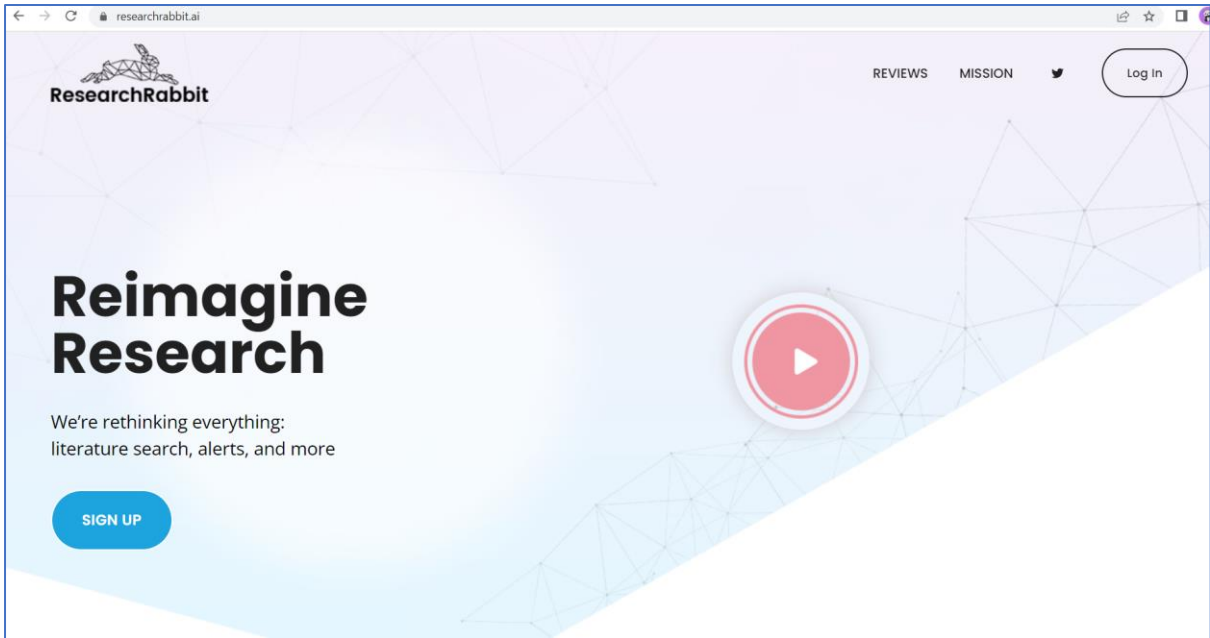 researchrabbit.ai
ResearchRabbit
REVIEWS
MISSION
Log In
Reimagine
Research
We’re rethinking everything:
literature search, alerts, and more
SIGN UP